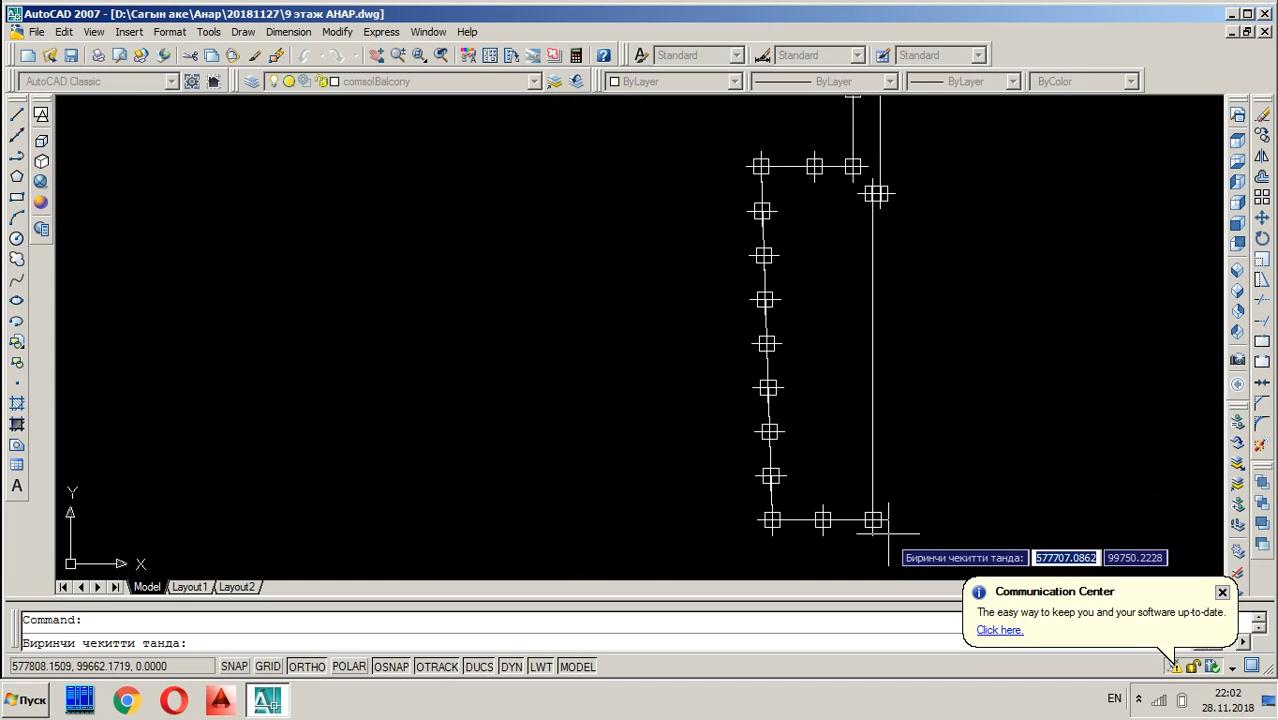 AutoCAD 2007 - [D:\Сагын аке\Анар\20181127\9 этаж АНАР.dwg]
File Edit View Insert Format Tools Draw Dimension Modify Express Window Help
Standard Standard Standard
AutoCAD Classic comsolBalcony ByLayer ByLayer ByLayer ByColor
A
Y
X
Биринчи чекитти танда: 577707.0862 99750.2228
Model Layout1 Layout2
Communication Center
The easy way to keep you and your software up-to-date.
Click here.
Command:
Биринчи чекитти танда:
577808.1509, 99662.1719, 0.0000 SNAP GRID ORTHO POLAR OSNAP OTRACK DUCS DYN LWT MODEL
Пуск EN 22:02
28.11.2018